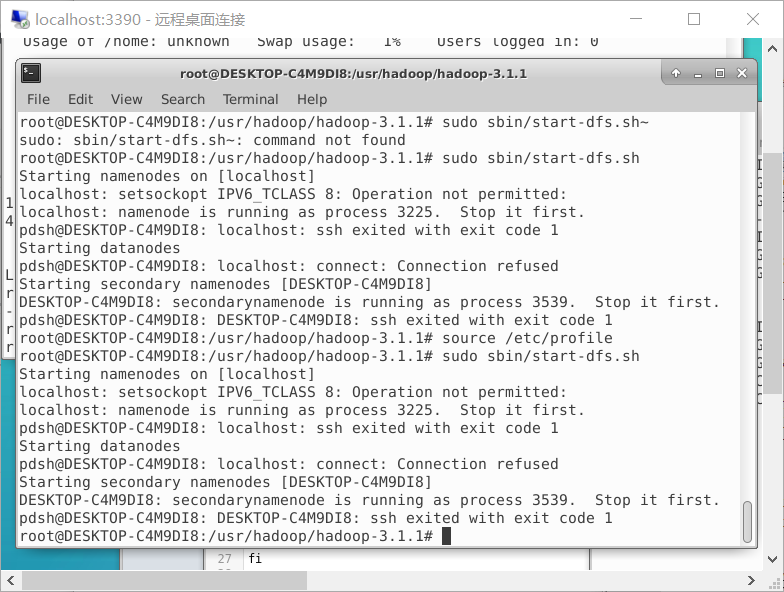 localhost:3390 - 远程桌面连接
Usage of /home: unknown   Swap usage:   1%    Users logged in: 0
root@DESKTOP-C4M9DI8:/usr/hadoop/hadoop-3.1.1
File Edit View Search Terminal Help
root@DESKTOP-C4M9DI8:/usr/hadoop/hadoop-3.1.1# sudo sbin/start-dfs.sh~
sudo: sbin/start-dfs.sh~: command not found
root@DESKTOP-C4M9DI8:/usr/hadoop/hadoop-3.1.1# sudo sbin/start-dfs.sh
Starting namenodes on [localhost]
localhost: setsockopt IPV6_TCLASS 8: Operation not permitted:
localhost: namenode is running as process 3225.  Stop it first.
pdsh@DESKTOP-C4M9DI8: localhost: ssh exited with exit code 1
Starting datanodes
pdsh@DESKTOP-C4M9DI8: localhost: connect: Connection refused
Starting secondary namenodes [DESKTOP-C4M9DI8]
DESKTOP-C4M9DI8: secondarynamenode is running as process 3539.  Stop it first.
pdsh@DESKTOP-C4M9DI8: DESKTOP-C4M9DI8: ssh exited with exit code 1
root@DESKTOP-C4M9DI8:/usr/hadoop/hadoop-3.1.1# source /etc/profile
root@DESKTOP-C4M9DI8:/usr/hadoop/hadoop-3.1.1# sudo sbin/start-dfs.sh
Starting namenodes on [localhost]
localhost: setsockopt IPV6_TCLASS 8: Operation not permitted:
localhost: namenode is running as process 3225.  Stop it first.
pdsh@DESKTOP-C4M9DI8: localhost: ssh exited with exit code 1
Starting datanodes
pdsh@DESKTOP-C4M9DI8: localhost: connect: Connection refused
Starting secondary namenodes [DESKTOP-C4M9DI8]
DESKTOP-C4M9DI8: secondarynamenode is running as process 3539.  Stop it first.
pdsh@DESKTOP-C4M9DI8: DESKTOP-C4M9DI8: ssh exited with exit code 1
root@DESKTOP-C4M9DI8:/usr/hadoop/hadoop-3.1.1#
27 fi